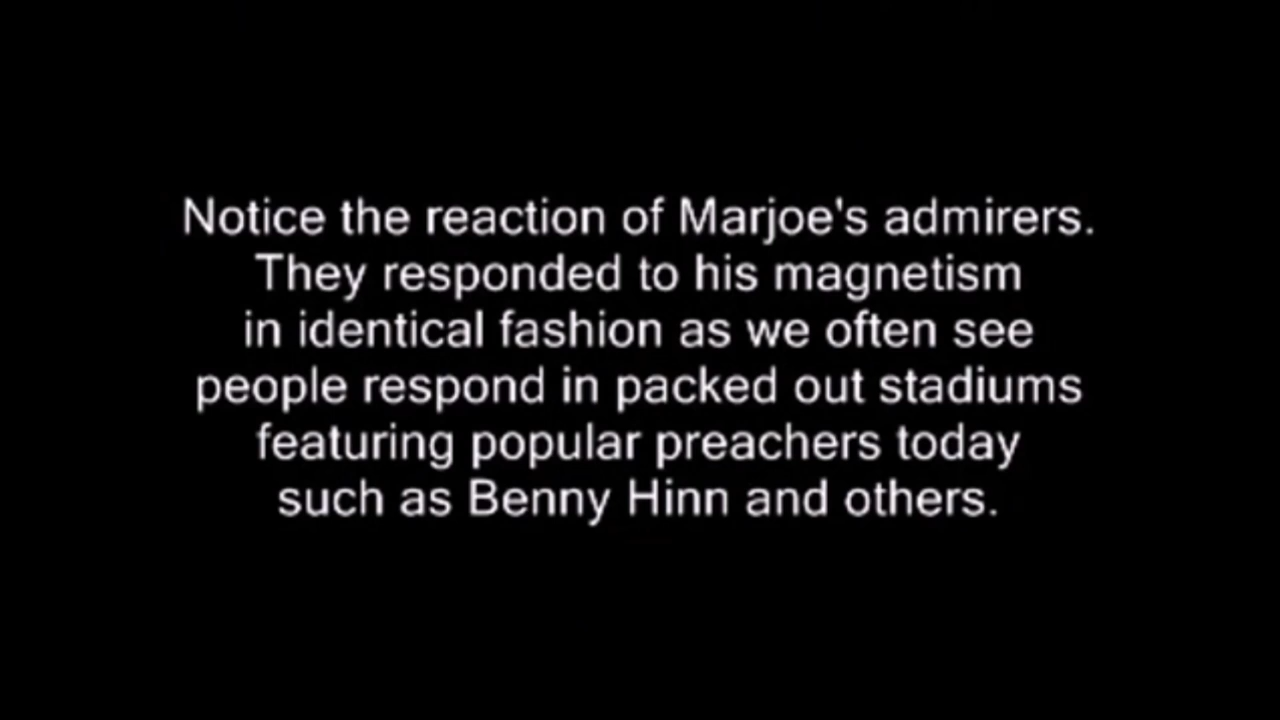 Notice the reaction of Marjoe's admirers.
They responded to his magnetism
in identical fashion as we often see
people respond in packed out stadiums
featuring popular preachers today
such as Benny Hinn and others.